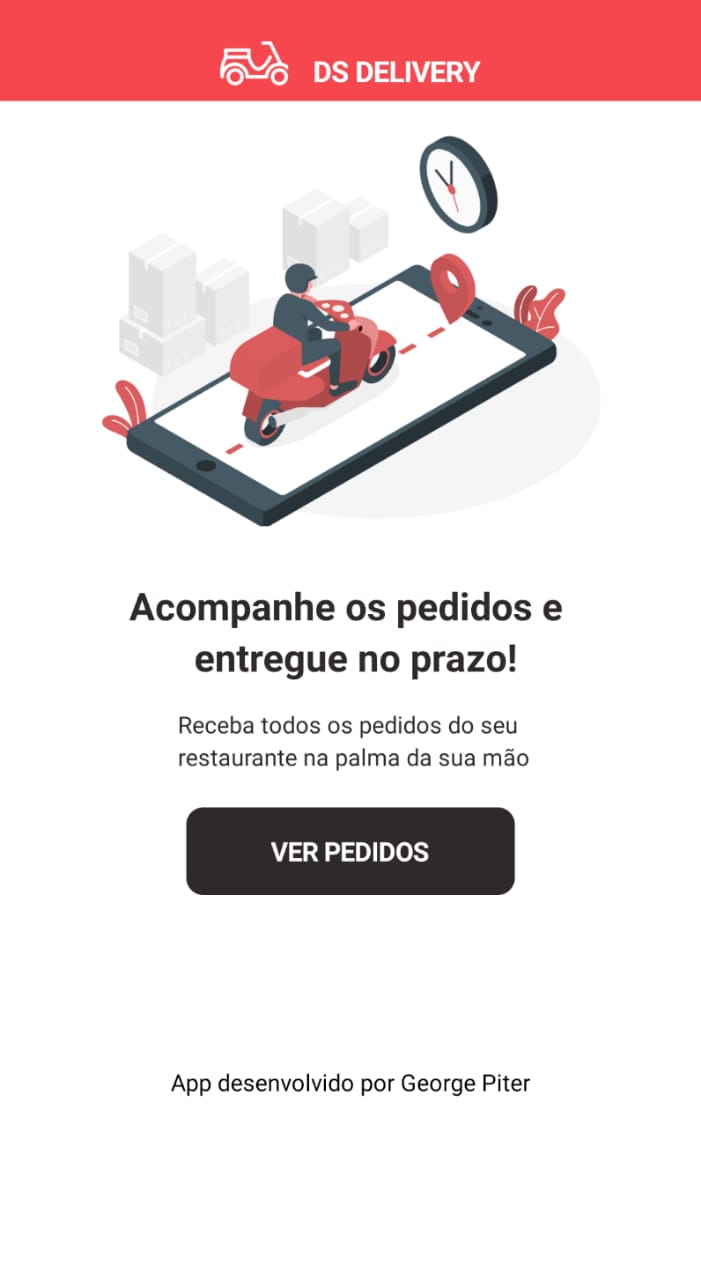 DS DELIVERY
Acompanhe os pedidos e
entregue no prazo!
Receba todos os pedidos do seu
restaurante na palma da sua mão
VER PEDIDOS
App desenvolvido por George Piter